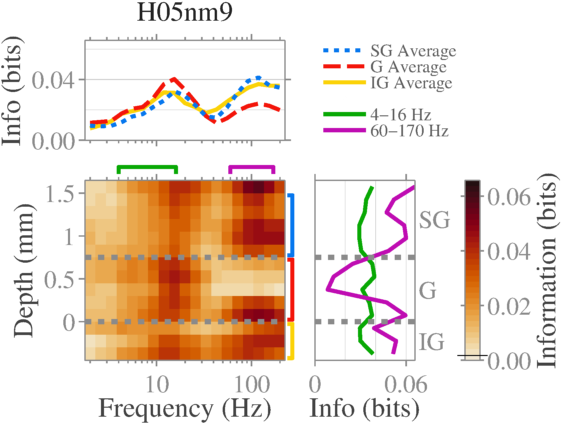 H05nm9
Info (bits)
0.04
0.00
SG Average
G Average
IG Average
4–16 Hz
60–170 Hz
Depth (mm)
1.5
1
0.5
0
10
100
Frequency (Hz)
SG
G
IG
0
0.06
Info (bits)
0.06
0.04
0.02
0.00
Information (bits)